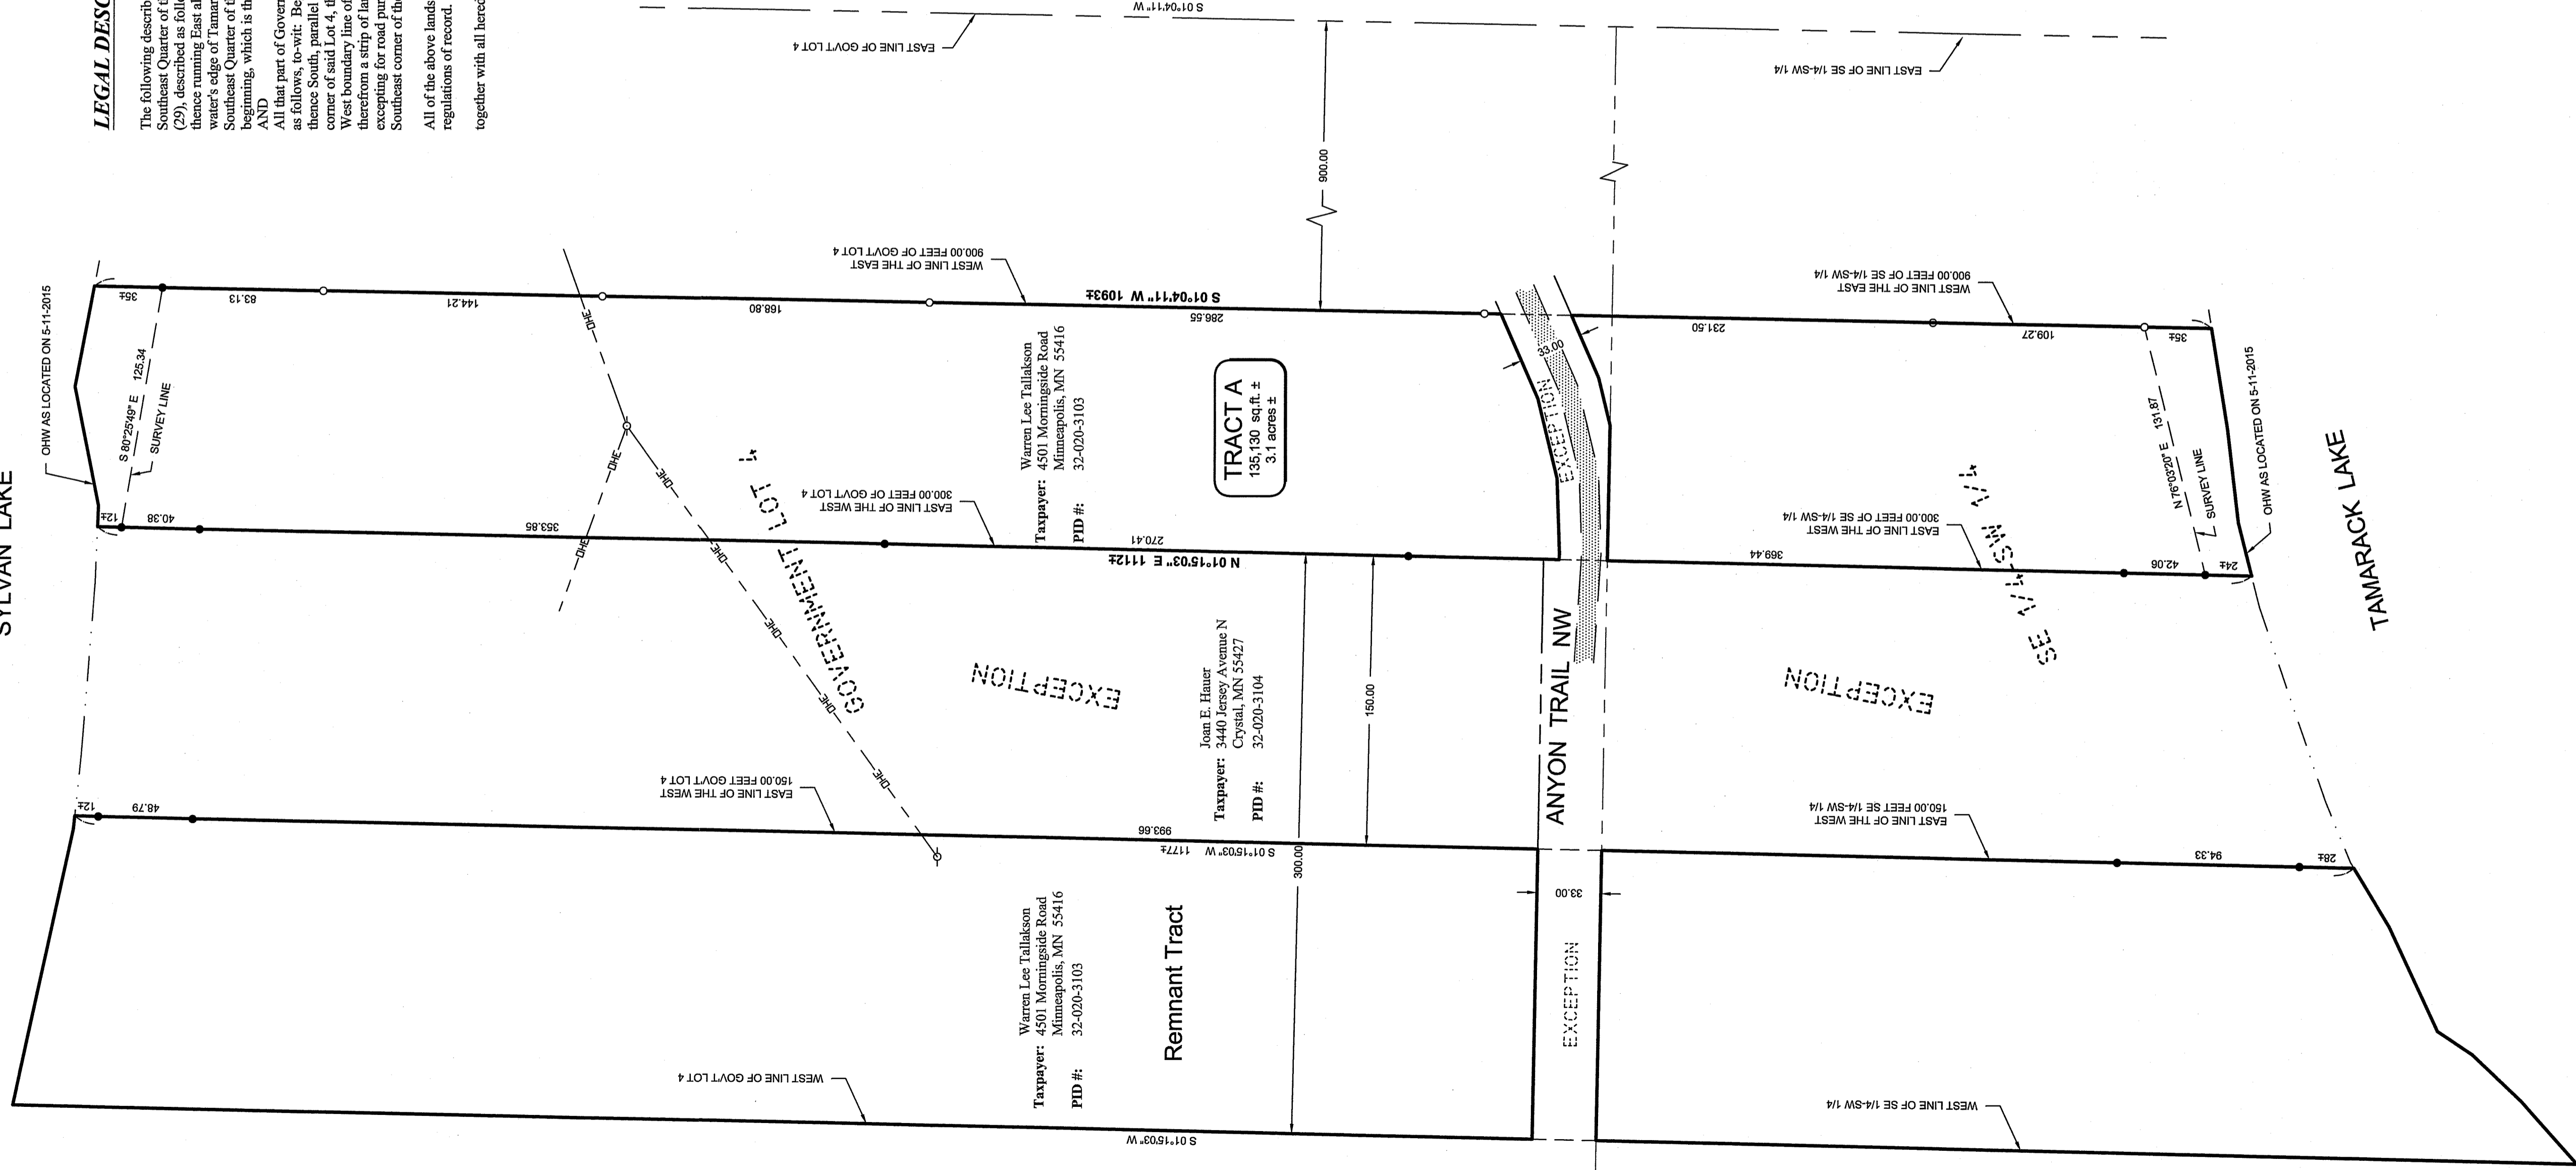 SYLVAN LAKE
LEGAL DESC
The following describ
Southeast Quarter of t
(29), described as follo
thence running East al
water's edge of Tamar
Southeast Quarter of t
beginning, which is th
AND
All that part of Govern
as follows, to-wit: Be
thence South, parallel
corner of said Lot 4, th
West boundary line of
therefrom a strip of lan
excepting for road pur
Southeast corner of the
All of the above lands
regulations of record.
together with all hered
S 01°04'11" W
EAST LINE OF GOVT LOT 4
EAST LINE OF SE 1/4-SW 1/4
900.00
OHW AS LOCATED ON 5-11-2015
35±
83.13
144.21
168.80
S 01°04'11" W 1093±
286.55
WEST LINE OF THE EAST
900.00 FEET OF GOV'T LOT 4
231.50
109.27
35±
WEST LINE OF THE EAST
900.00 FEET OF SE 1/4-SW 1/4
S 80°25'49" E 125.34
SURVEY LINE
OHE
OHE
OHE
OHE
OHE
OHE
OHE
OHE
OHE
Warren Lee Tallakson
Taxpayer: 4501 Morningside Road
Minneapolis, MN 55416
PID #: 32-020-3103
TRACT A
135,130 sq.ft. ±
3.1 acres ±
33.00
EXCEPTION
N 76°03'20" E 131.87
SURVEY LINE
OHW AS LOCATED ON 5-11-2015
TAMARACK LAKE
12±
40.38
353.85
270.41
N 01°15'03" E 1112±
EAST LINE OF THE WEST
300.00 FEET OF GOVT LOT 4
369.44
42.06
24±
EAST LINE OF THE WEST
300.00 FEET OF SE 1/4-SW 1/4
GOVERNMENT LOT 4
SE 1/4-SW 1/4
EXCEPTION
EXCEPTION
Joan E. Hauer
Taxpayer: 3440 Jersey Avenue N
Crystal, MN 55427
PID #: 32-020-3104
150.00
ANYON TRAIL NW
12±
48.79
EAST LINE OF THE WEST
150.00 FEET GOV'T LOT 4
993.66
S 01°15'03" W 1177±
300.00
EAST LINE OF THE WEST
150.00 FEET SE 1/4-SW 1/4
94.33
28±
33.00
EXCEPTION
Warren Lee Tallakson
Taxpayer: 4501 Morningside Road
Minneapolis, MN 55416
PID #: 32-020-3103
Remnant Tract
WEST LINE OF GOV'T LOT 4
S 01°15'03" W
WEST LINE OF SE 1/4-SW 1/4